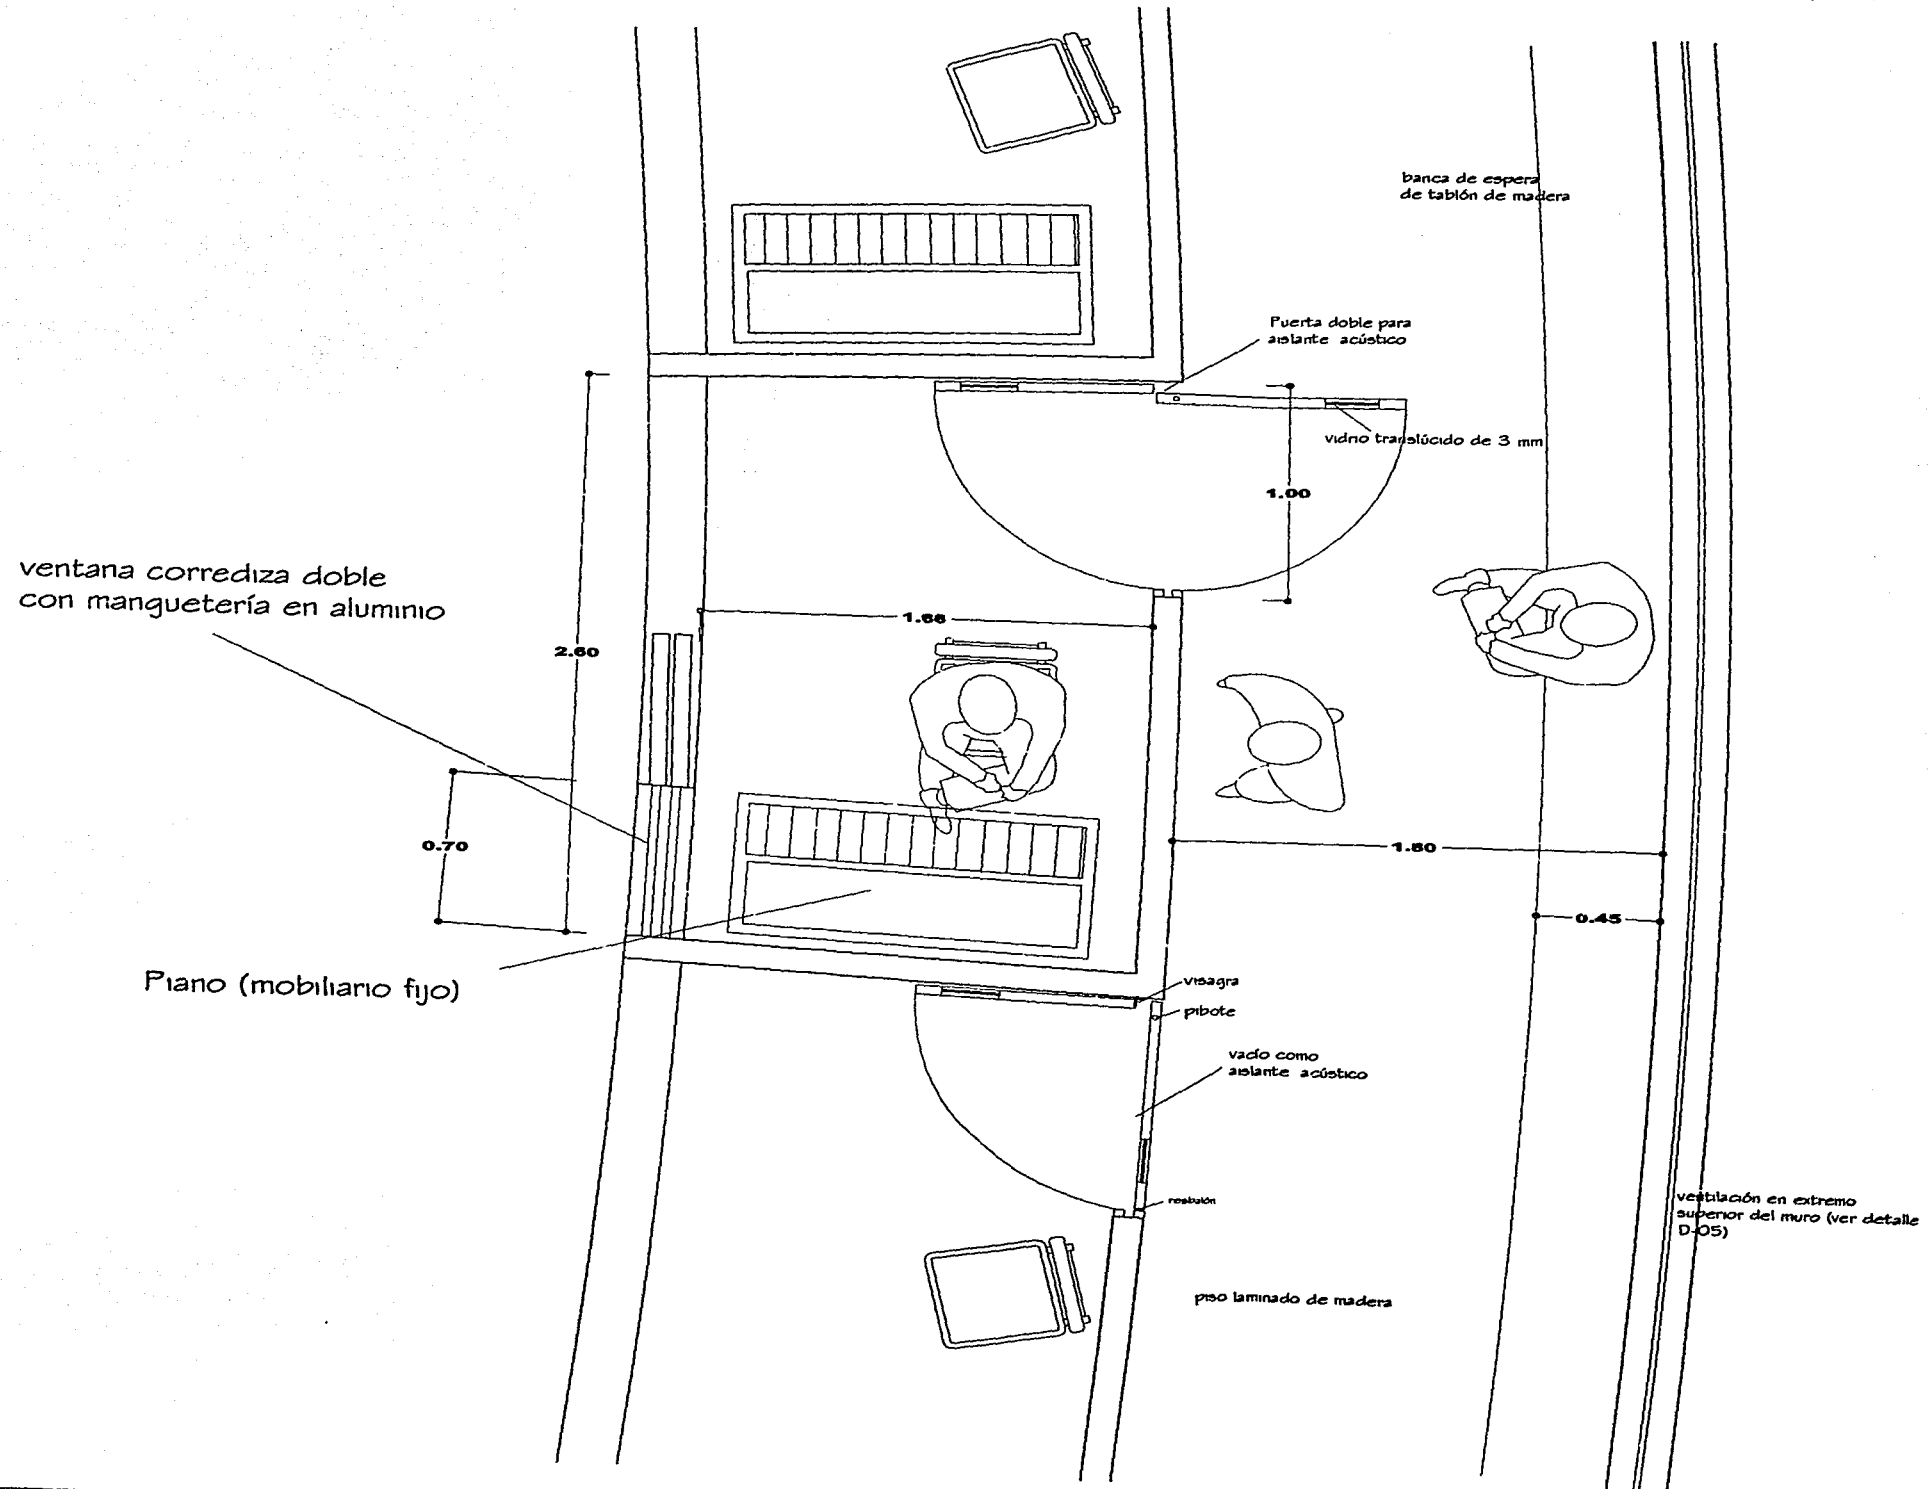 banca de espera
de tablón de madera
Puerta doble para
aislante acústico
vidrio translúcido de 3 mm
1.00
ventana corrediza doble
con manguetería en aluminio
1.66
2.60
0.70
1.80
0.45
Piano (mobiliario fijo)
visagra
pibote
vacío como
aislante acústico
resbalón
ventilación en extremo
superior del muro (ver detalle
D-05)
piso laminado de madera